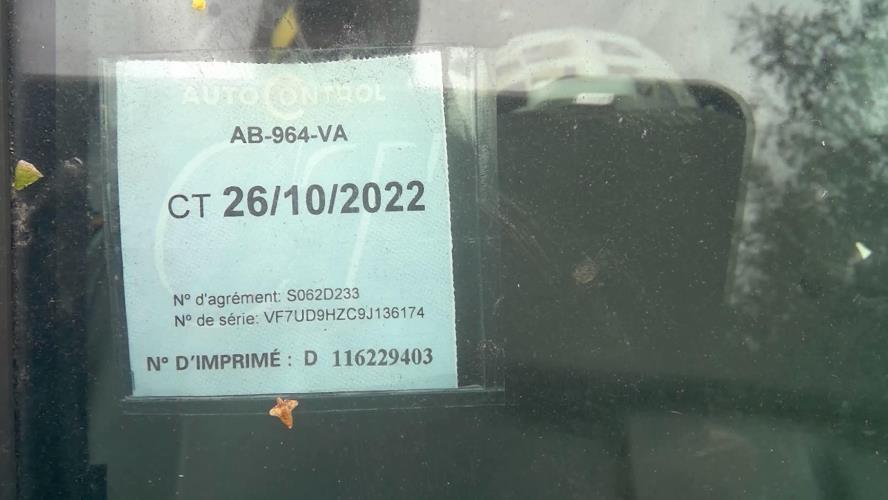 AUTOCONTROL
AB-964-VA
CT 26/10/2022
N° d'agrément: S062D233
N° de série: VF7UD9HZC9J136174
N° D'IMPRIMÉ : D 116229403